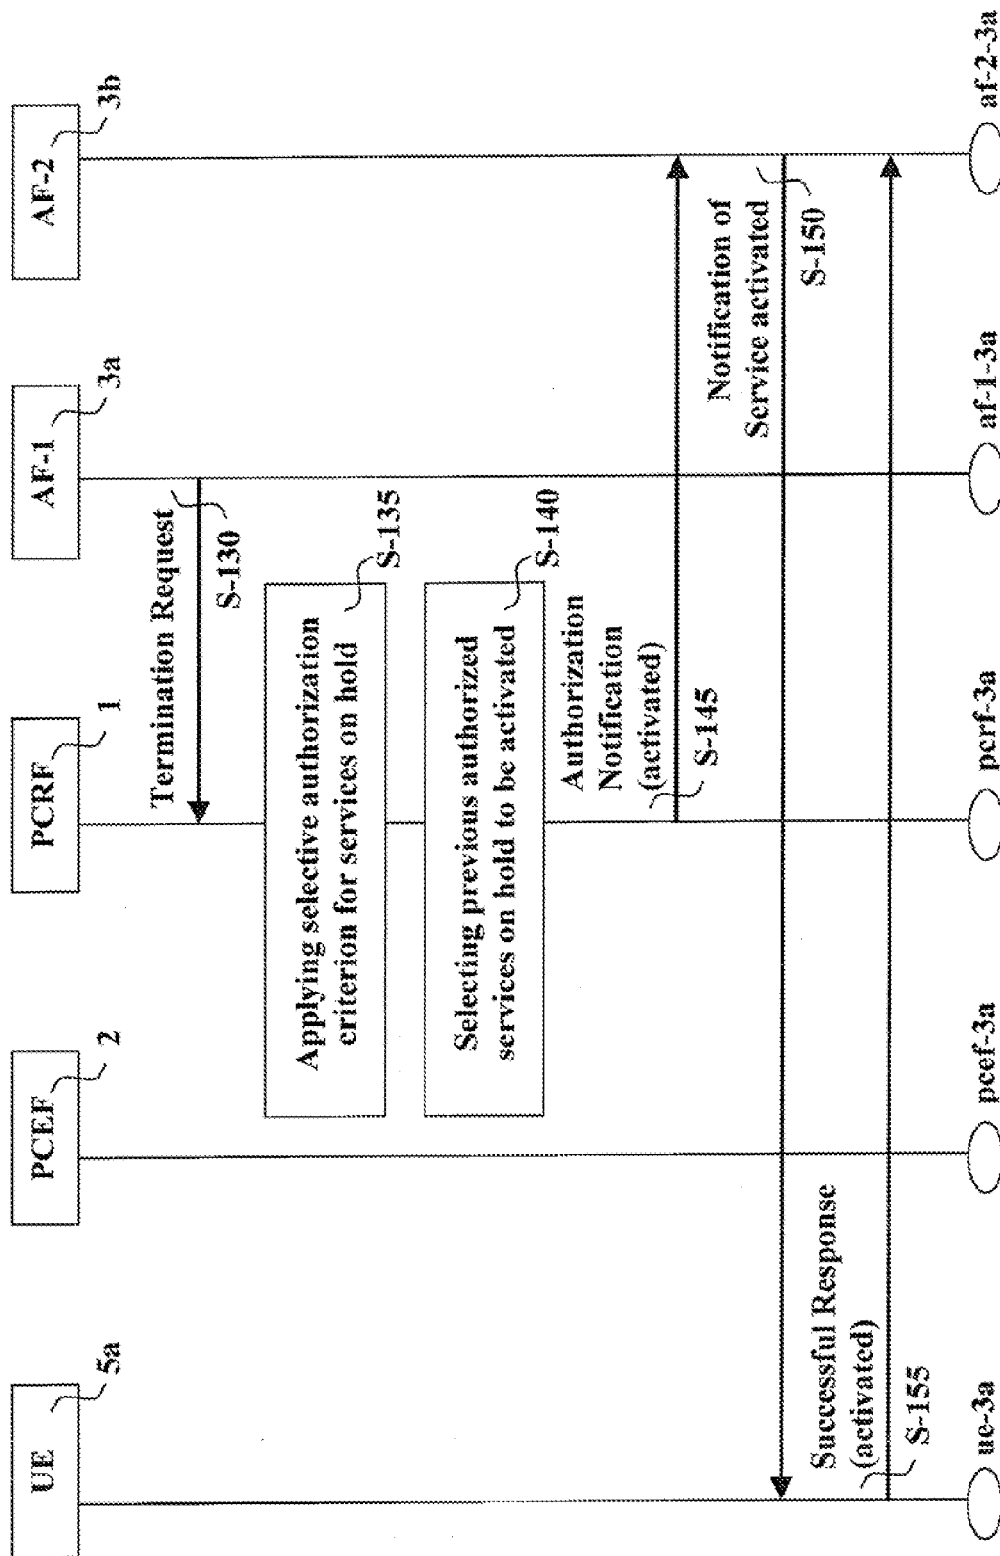 UE
5a
PCEF
2
PCRF
1
AF-1
3a
AF-2
3b
Termination Request
S-130
Applying selective authorization
criterion for services on hold
S-135
Selecting previous authorized
services on hold to be activated
S-140
Authorization
Notification
(activated)
S-145
Notification of
Service activated
S-150
Successful Response
(activated)
S-155
ue-3a
pcef-3a
pcrf-3a
af-1-3a
af-2-3a